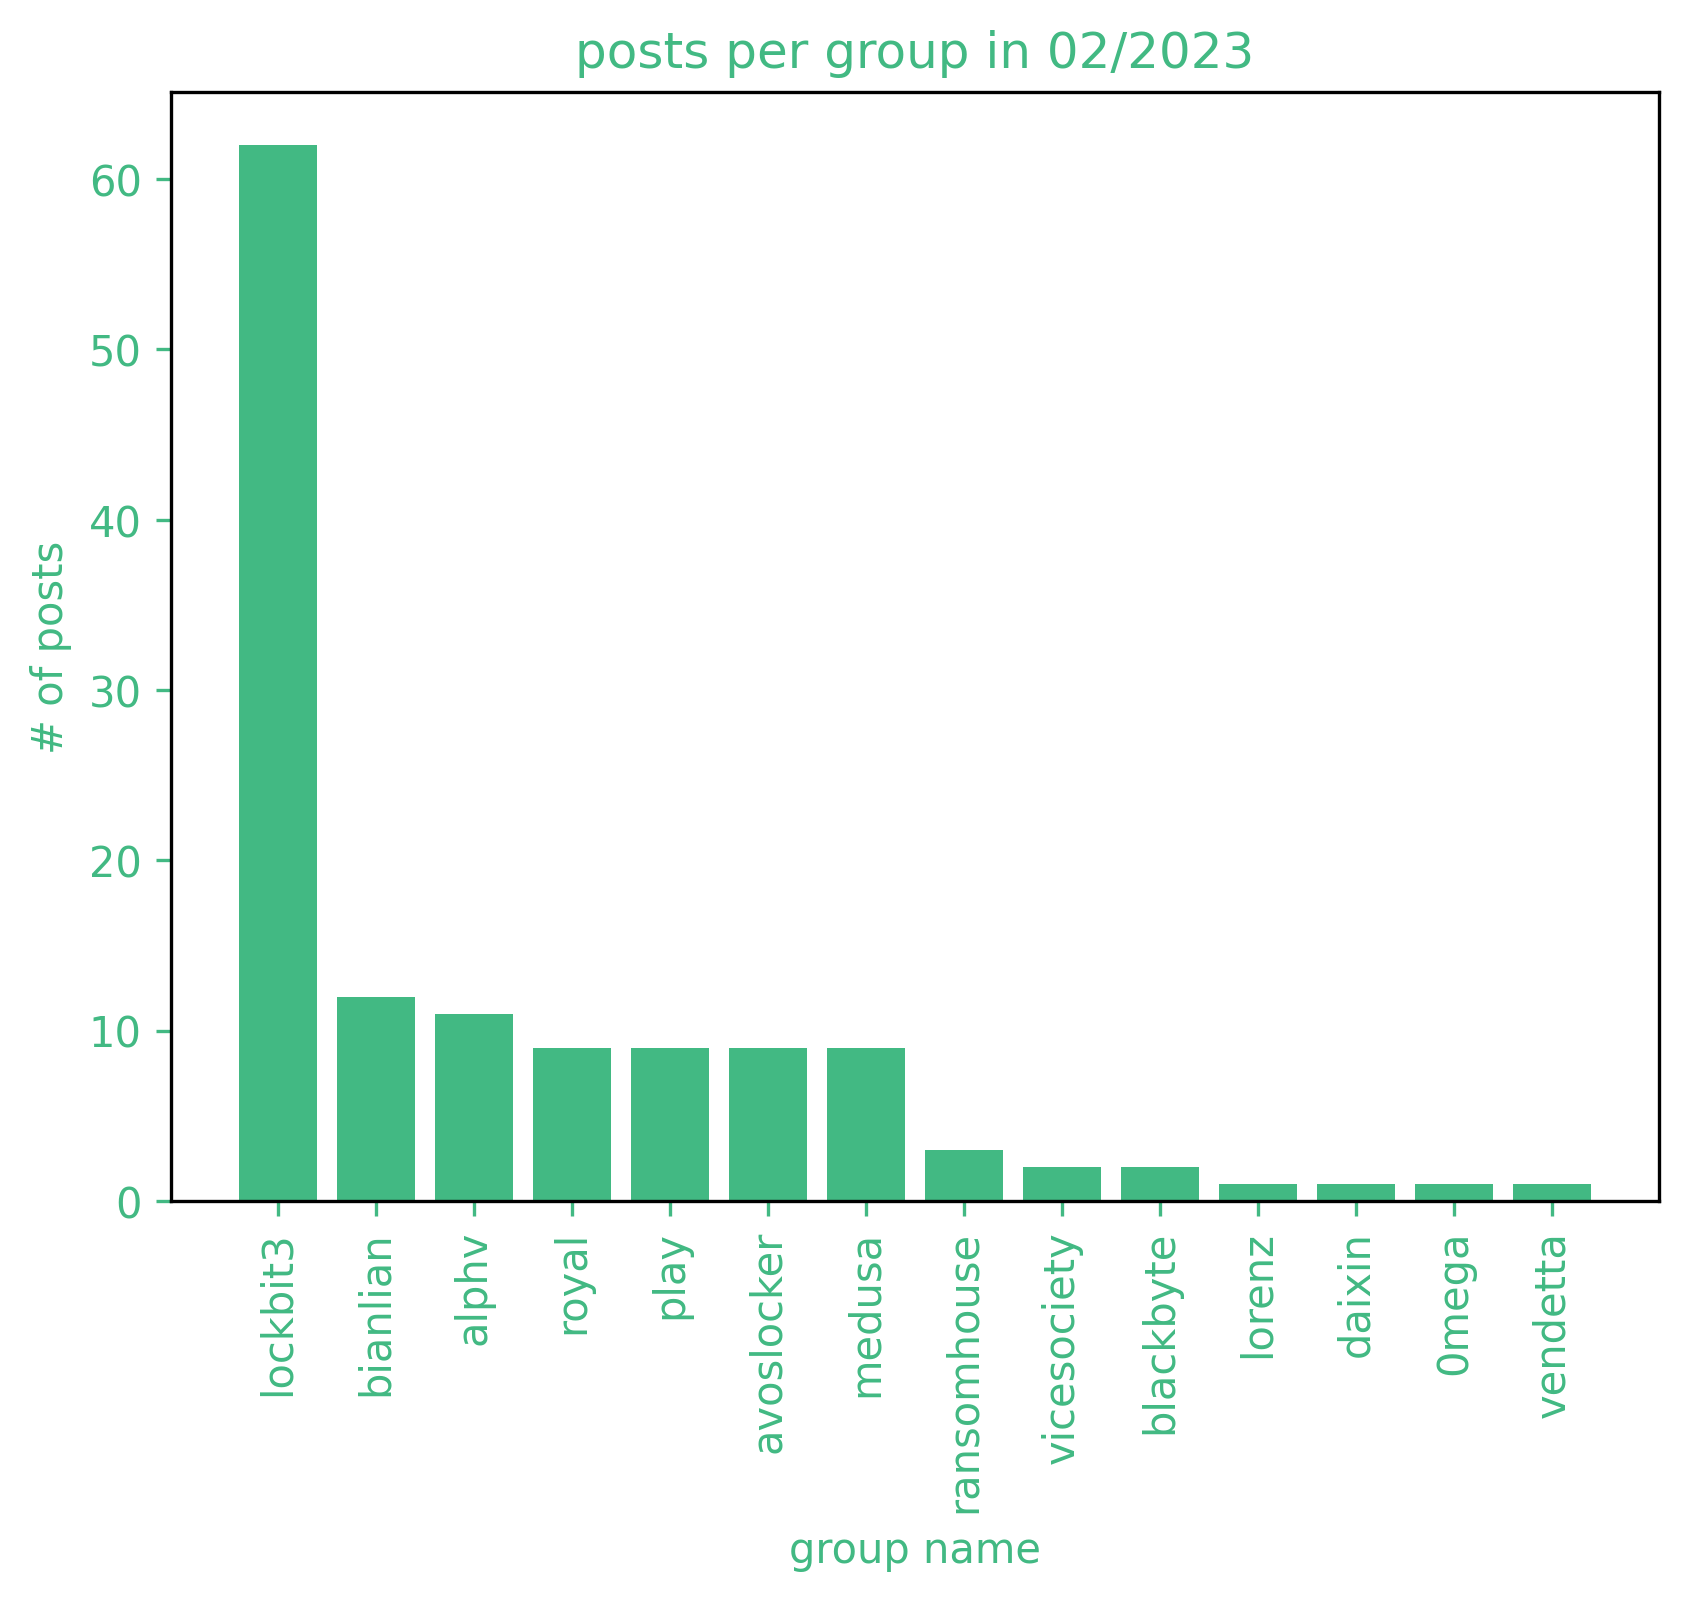 posts per group in 02/2023
60
50
40
30
20
10
0
# of posts
lockbit3
bianlian
alphv
royal
play
avoslocker
medusa
ransomhouse
vicesociety
blackbyte
lorenz
daixin
0mega
vendetta
group name